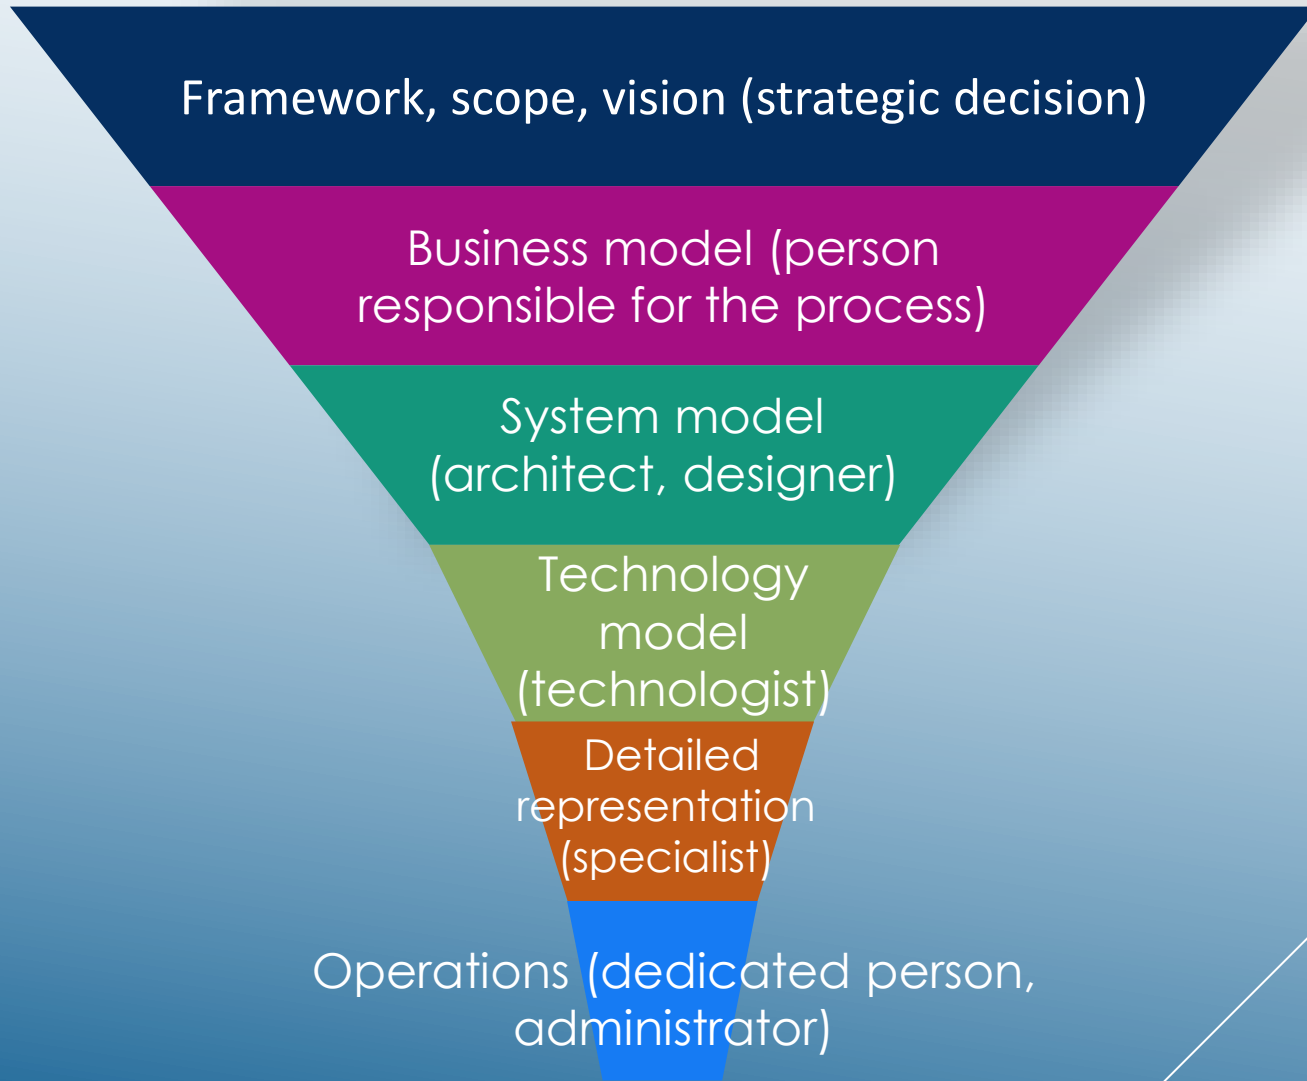 Framework, scope, vision (strategic decision)
Business model (person
responsible for the process)
System model
(architect, designer)
Technology
model
(technologist)
Detailed
representation
(specialist)
Operations (dedicated person,
administrator)